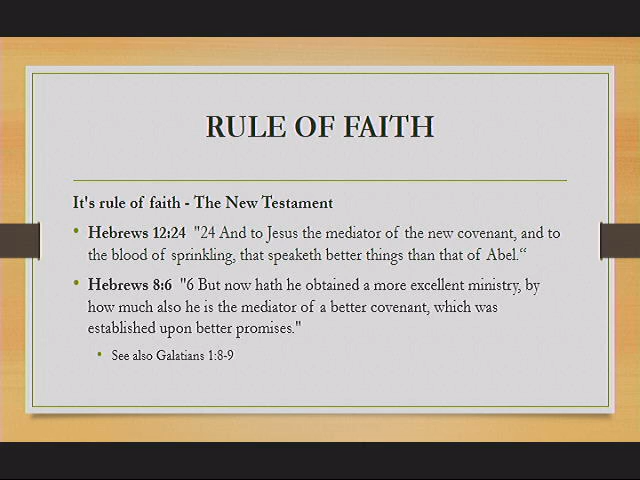 RULE OF FAITH
It's rule of faith - The New Testament
• Hebrews 12:24 "24 And to Jesus the mediator of the new covenant, and to
the blood of sprinkling, that speaketh better things than that of Abel.“
• Hebrews 8:6 "6 But now hath he obtained a more excellent ministry, by
how much also he is the mediator of a better covenant, which was
established upon better promises."
• See also Galatians 1:8-9